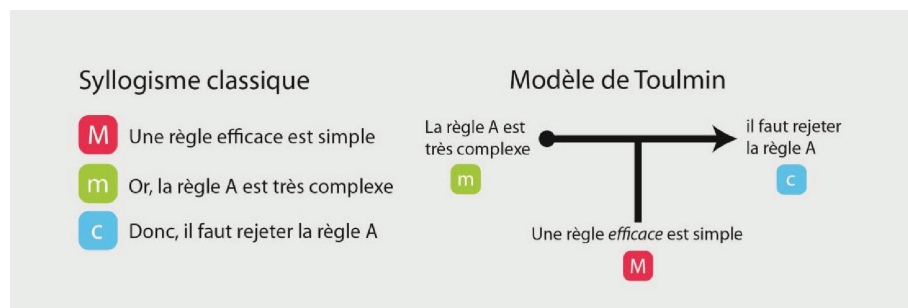 Syllogisme classique
M Une règle efficace est simple
m Or, la règle A est très complexe
c Donc, il faut rejeter la règle A
Modèle de Toulmin
La règle A est
très complexe
m
il faut rejeter
la règle A
c
Une règle efficace est simple
M